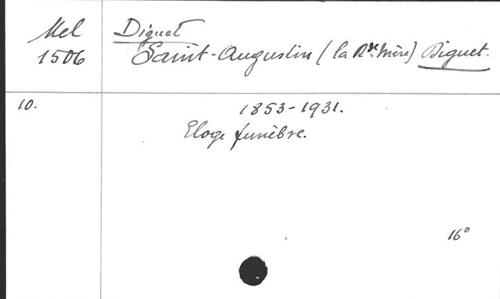 Mel
1506
Diguet
Saint-Augustin (la Rde Mère) Diguet.
10.
1853-1931.
Eloge funèbre.
16°